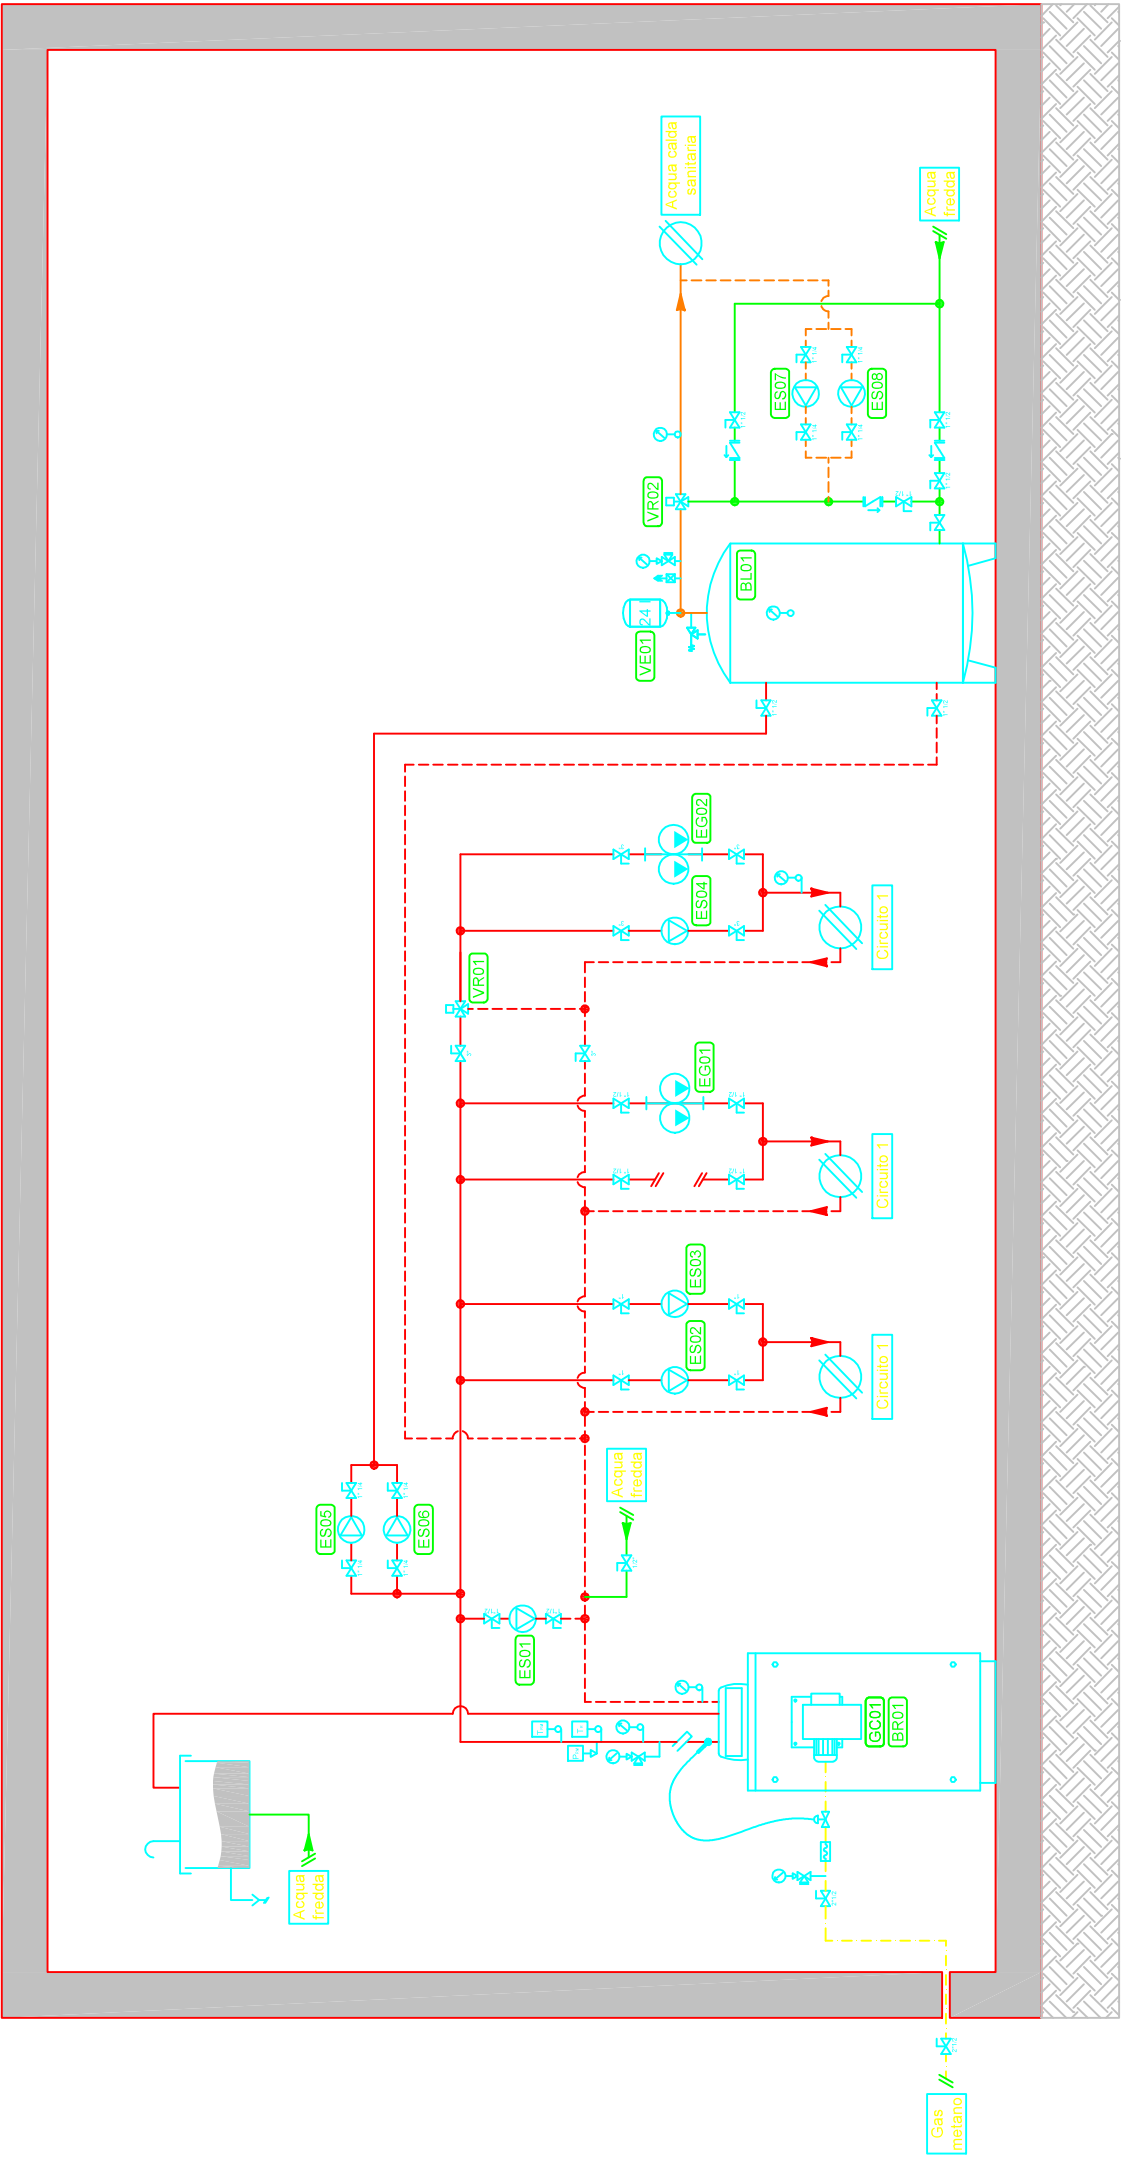 Acqua calda
sanitaria
Acqua
fredda
ES07
ES08
VR02
BL01
24 l
VE01
EG02
ES04
VR01
Circuito 1
EG01
Circuito 1
ES03
ES02
Circuito 1
Acqua
fredda
ES05
ES06
ES01
GC01
BR01
Acqua
fredda
Gas
metano